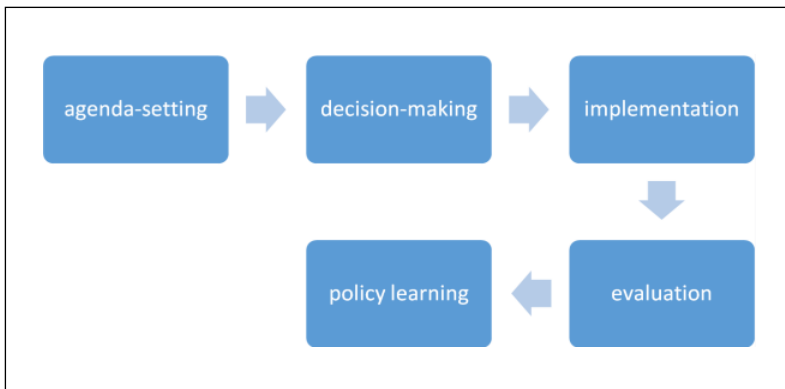 agenda-setting
decision-making
implementation
evaluation
policy learning